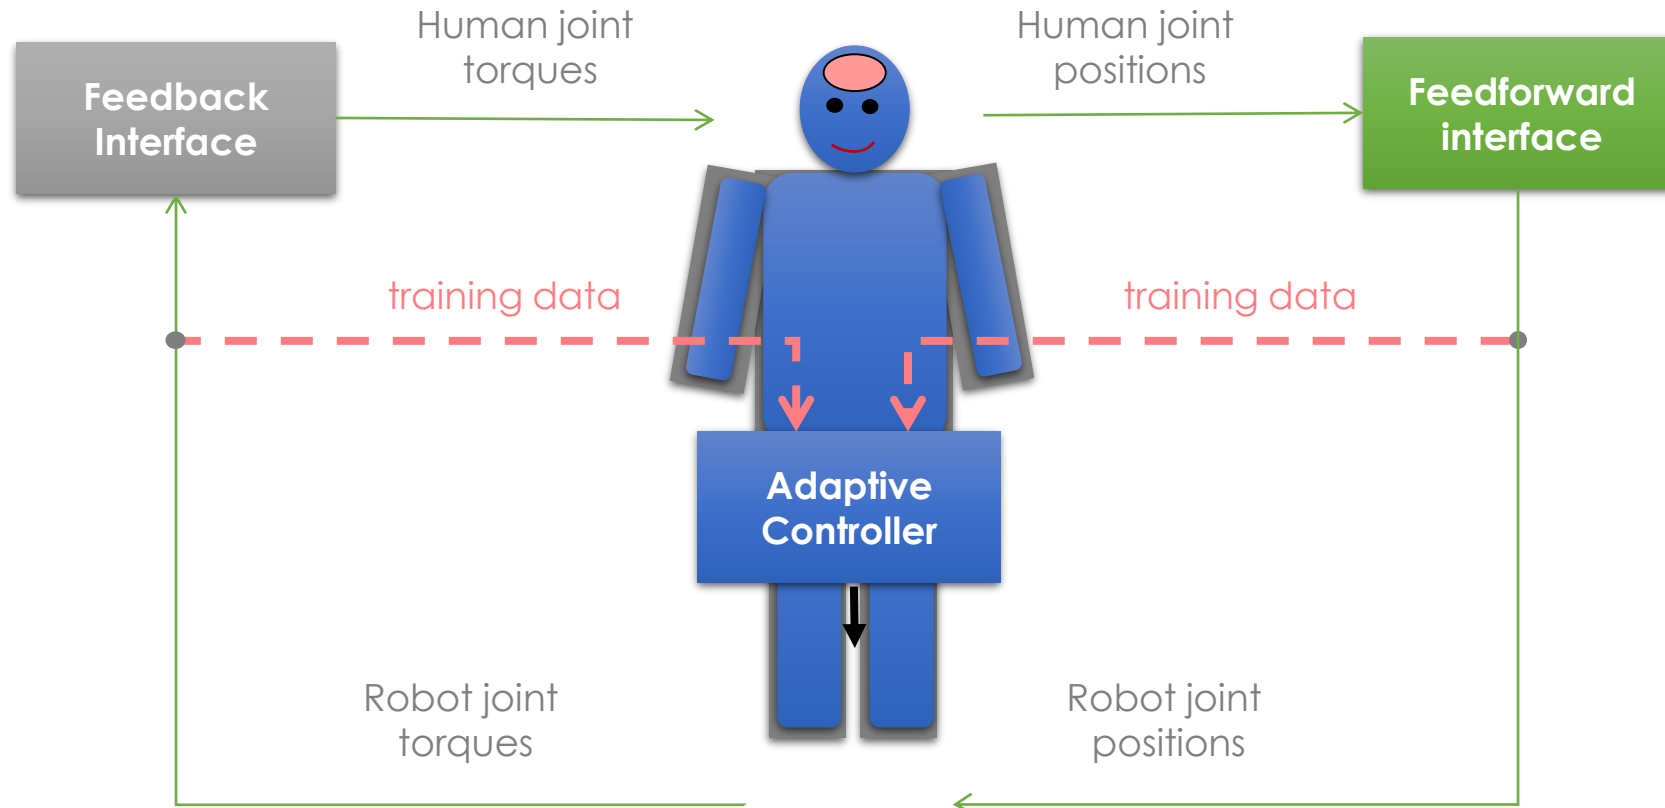 Human joint
torques
Human joint
positions
Feedback
Interface
Feedforward
interface
training data
training data
Adaptive
Controller
Robot joint
torques
Robot joint
positions